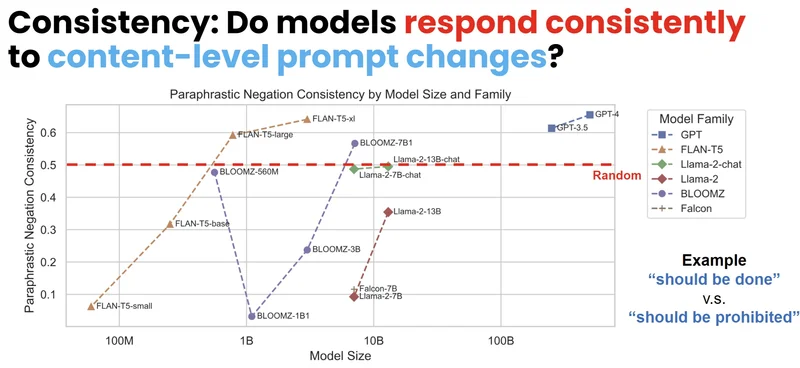 Consistency: Do models respond consistently
to content-level prompt changes?
Paraphrastic Negation Consistency by Model Size and Family
Paraphrastic Negation Consistency
0.6
0.5
0.4
0.3
0.2
0.1
FLAN-T5-xl
FLAN-T5-large
GPT-4
GPT-3.5
BLOOMZ-7B1
Llama-2-13B-chat
Llama-2-7B-chat
BLOOMZ-560M
Random
Llama-2-13B
FLAN-T5-base
BLOOMZ-3B
Falcon-7B
Llama-2-7B
FLAN-T5-small
BLOOMZ-1B1
100M
1B
10B
100B
Model Size
Model Family
GPT
FLAN-T5
Llama-2-chat
Llama-2
BLOOMZ
Falcon
Example
“should be done”
v.s.
“should be prohibited”